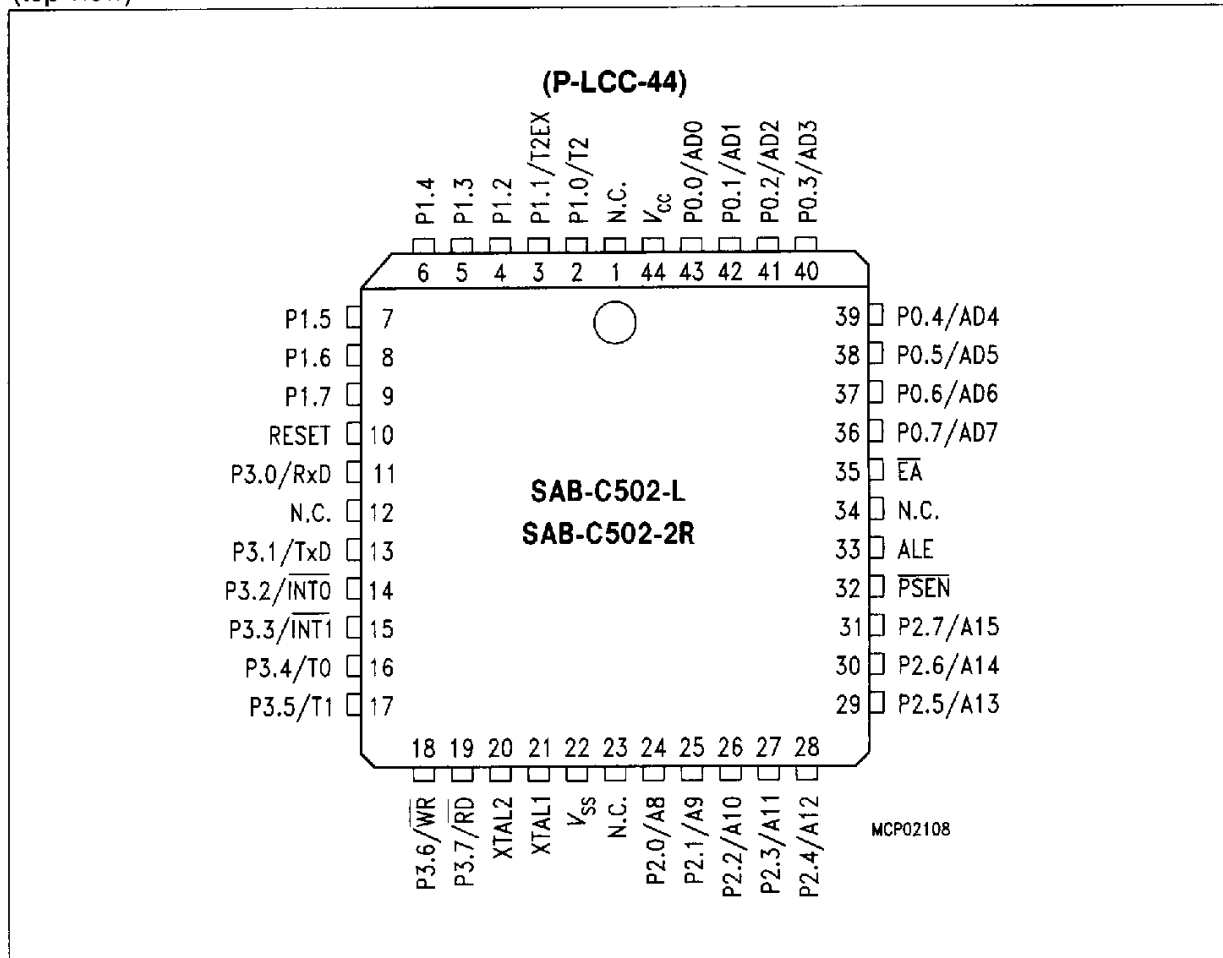 (top view)
(P-LCC-44)
P1.4
P1.3
P1.2
P1.1/T2EX
P1.0/T2
N.C.
VCC
P0.0/AD0
P0.1/AD1
P0.2/AD2
P0.3/AD3
6 5 4 3 2 1 44 43 42 41 40
P1.5 7
P1.6 8
P1.7 9
RESET 10
P3.0/RxD 11
N.C. 12
P3.1/TxD 13
P3.2/INT0 14
P3.3/INT1 15
P3.4/T0 16
P3.5/T1 17
39 P0.4/AD4
38 P0.5/AD5
37 P0.6/AD6
36 P0.7/AD7
35 EA
34 N.C.
33 ALE
32 PSEN
31 P2.7/A15
30 P2.6/A14
29 P2.5/A13
SAB-C502-L
SAB-C502-2R
18 19 20 21 22 23 24 25 26 27 28
P3.6/WR
P3.7/RD
XTAL2
XTAL1
VSS
N.C.
P2.0/A8
P2.1/A9
P2.2/A10
P2.3/A11
P2.4/A12
MCP02108